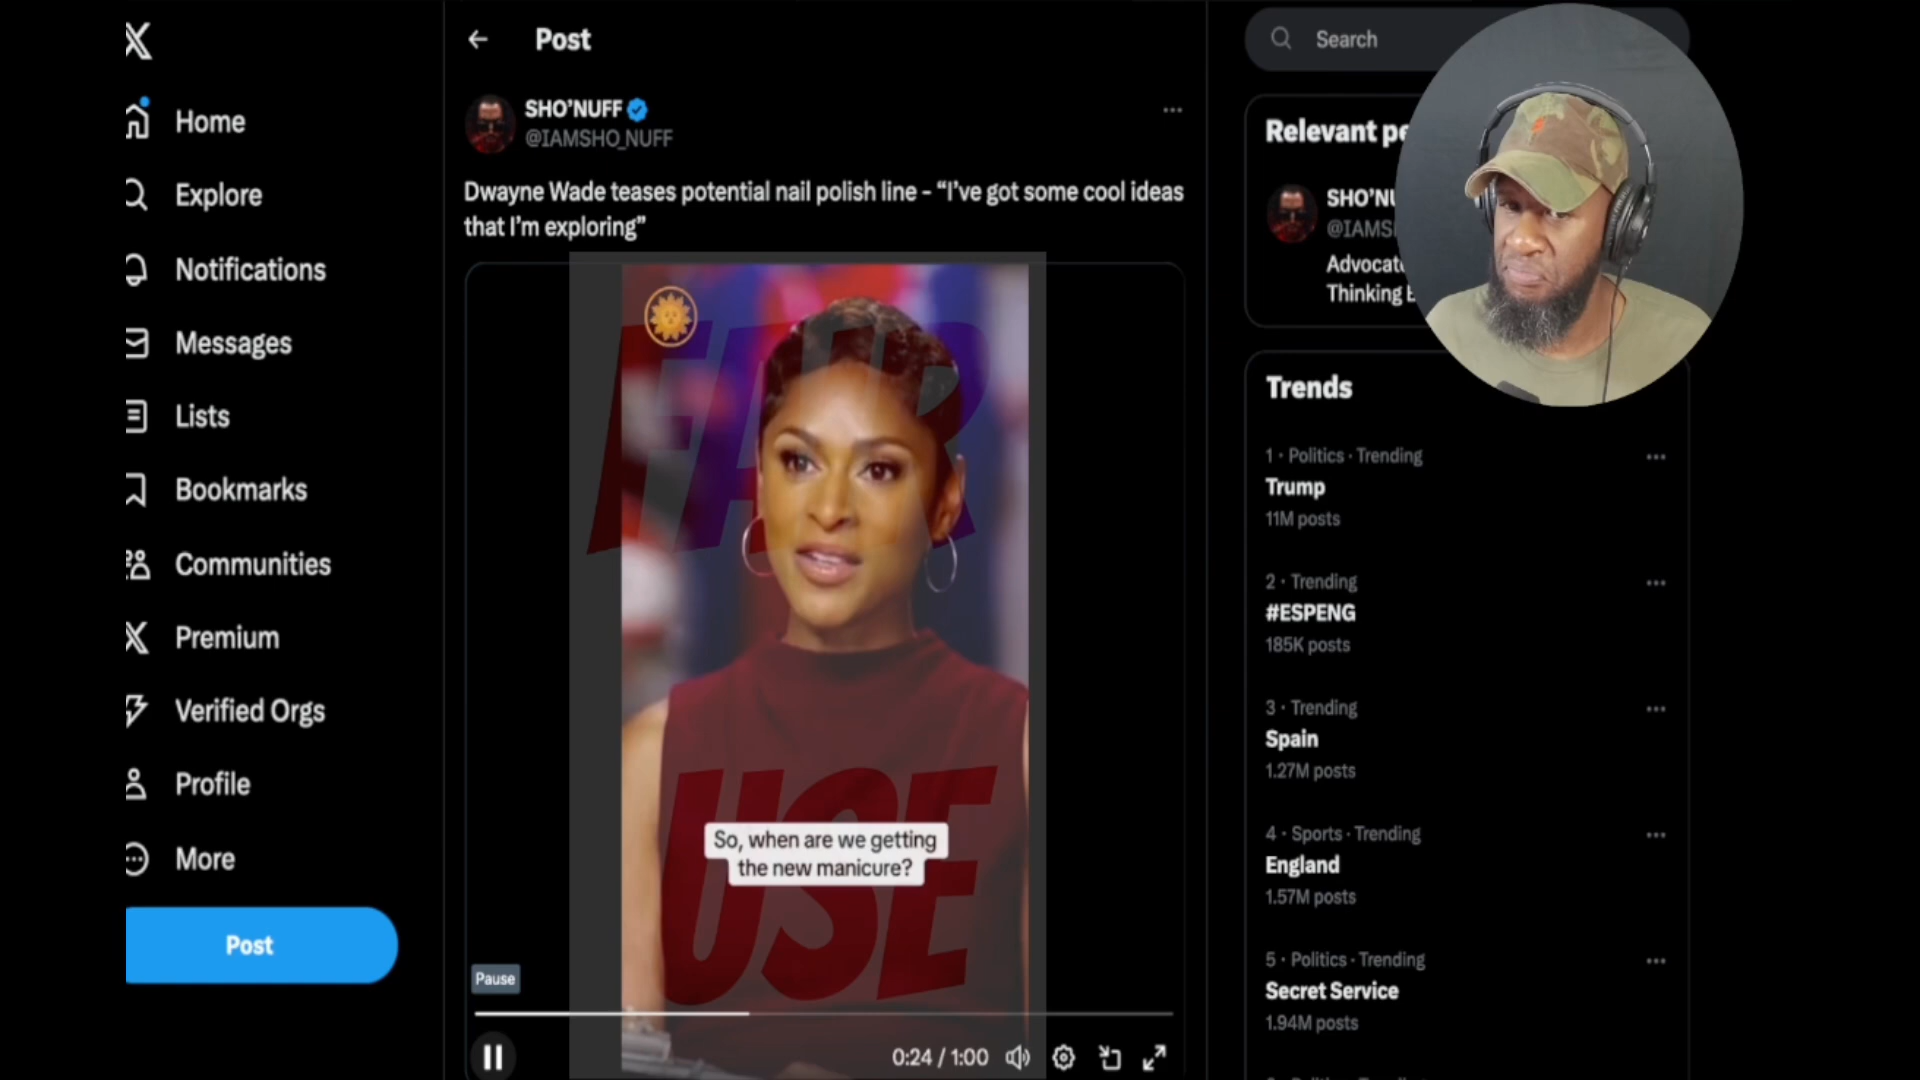 Home
Explore
Notifications
Messages
Lists
Bookmarks
Communities
Premium
Verified Orgs
Profile
More
Post
Post
SHO'NUFF
@IAMSHO_NUFF
Dwayne Wade teases potential nail polish line - “I’ve got some cool ideas
that I’m exploring”
FAIR
USE
So, when are we getting
the new manicure?
Pause
0:24 / 1:00
Search
Relevant
SHO'NU
@IAMS
Advocat
Thinking
Trends
1 · Politics · Trending
Trump
11M posts
2 · Trending
#ESPENG
185K posts
3 · Trending
Spain
1.27M posts
4 · Sports · Trending
England
1.57M posts
5 · Politics · Trending
Secret Service
1.94M posts